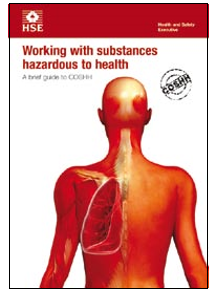 HSE
Health and Safety
Executive
Working with substances
hazardous to health
A brief guide to COSHH
COSHH